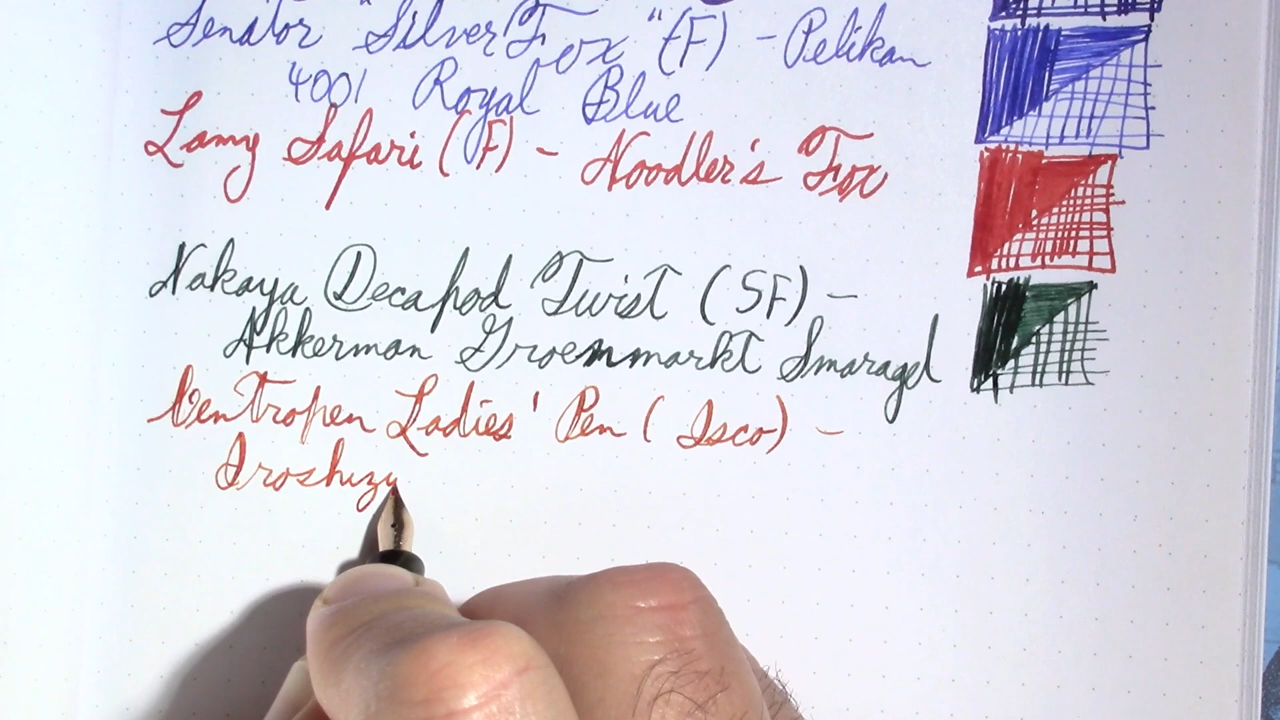 Senator "Silver Fox" (F) - Pelikan
4001 Royal Blue
Lamy Safari (F) - Noodler's Fox
Nakaya Decapod Twist (SF) -
Akkerman Groenmarkt Smaragd
Centropen Ladies' Pen (Isco) -
Iroshizu